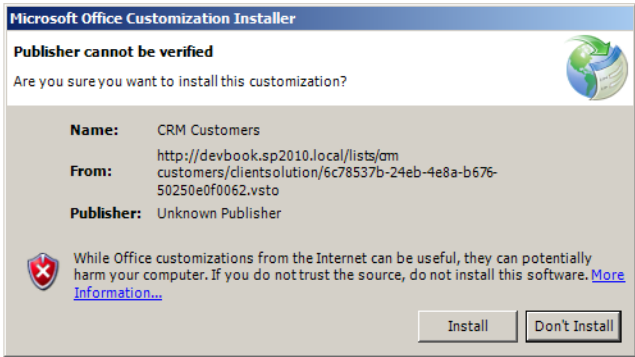 Microsoft Office Customization Installer
Publisher cannot be verified
Are you sure you want to install this customization?
Name: CRM Customers
From: http://devbook.sp2010.local/lists/crm
customers/clientsolution/6c78537b-24eb-4e8a-b676-
50250e0f0062.vsto
Publisher: Unknown Publisher
While Office customizations from the Internet can be useful, they can potentially
harm your computer. If you do not trust the source, do not install this software. More
Information...
Install Don't Install